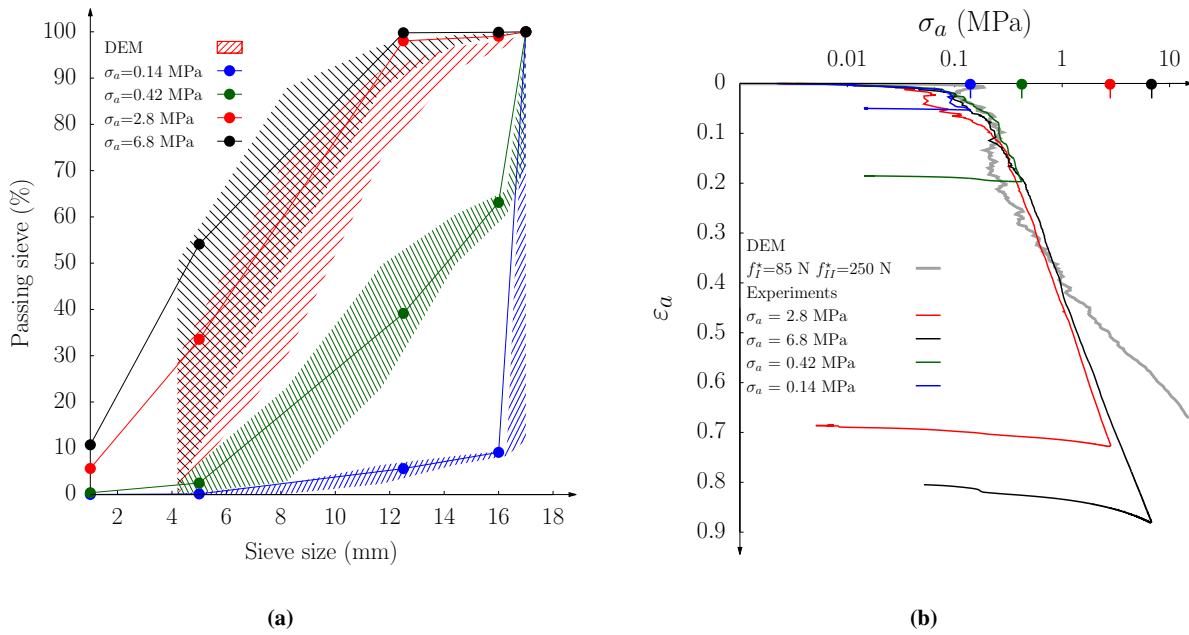 100
90
80
70
60
50
40
30
20
10
0
Passing sieve (%)
DEM
σa=0.14 MPa
σa=0.42 MPa
σa=2.8 MPa
σa=6.8 MPa
2 4 6 8 10 12 14 16 18
Sieve size (mm)
(a)
σa (MPa)
0.01 0.1 1 10
0
0.1
0.2
0.3
0.4
0.5
0.6
0.7
0.8
0.9
εa
DEM
f⋆I=85 N f⋆II=250 N
Experiments
σa = 2.8 MPa
σa = 6.8 MPa
σa = 0.42 MPa
σa = 0.14 MPa
(b)